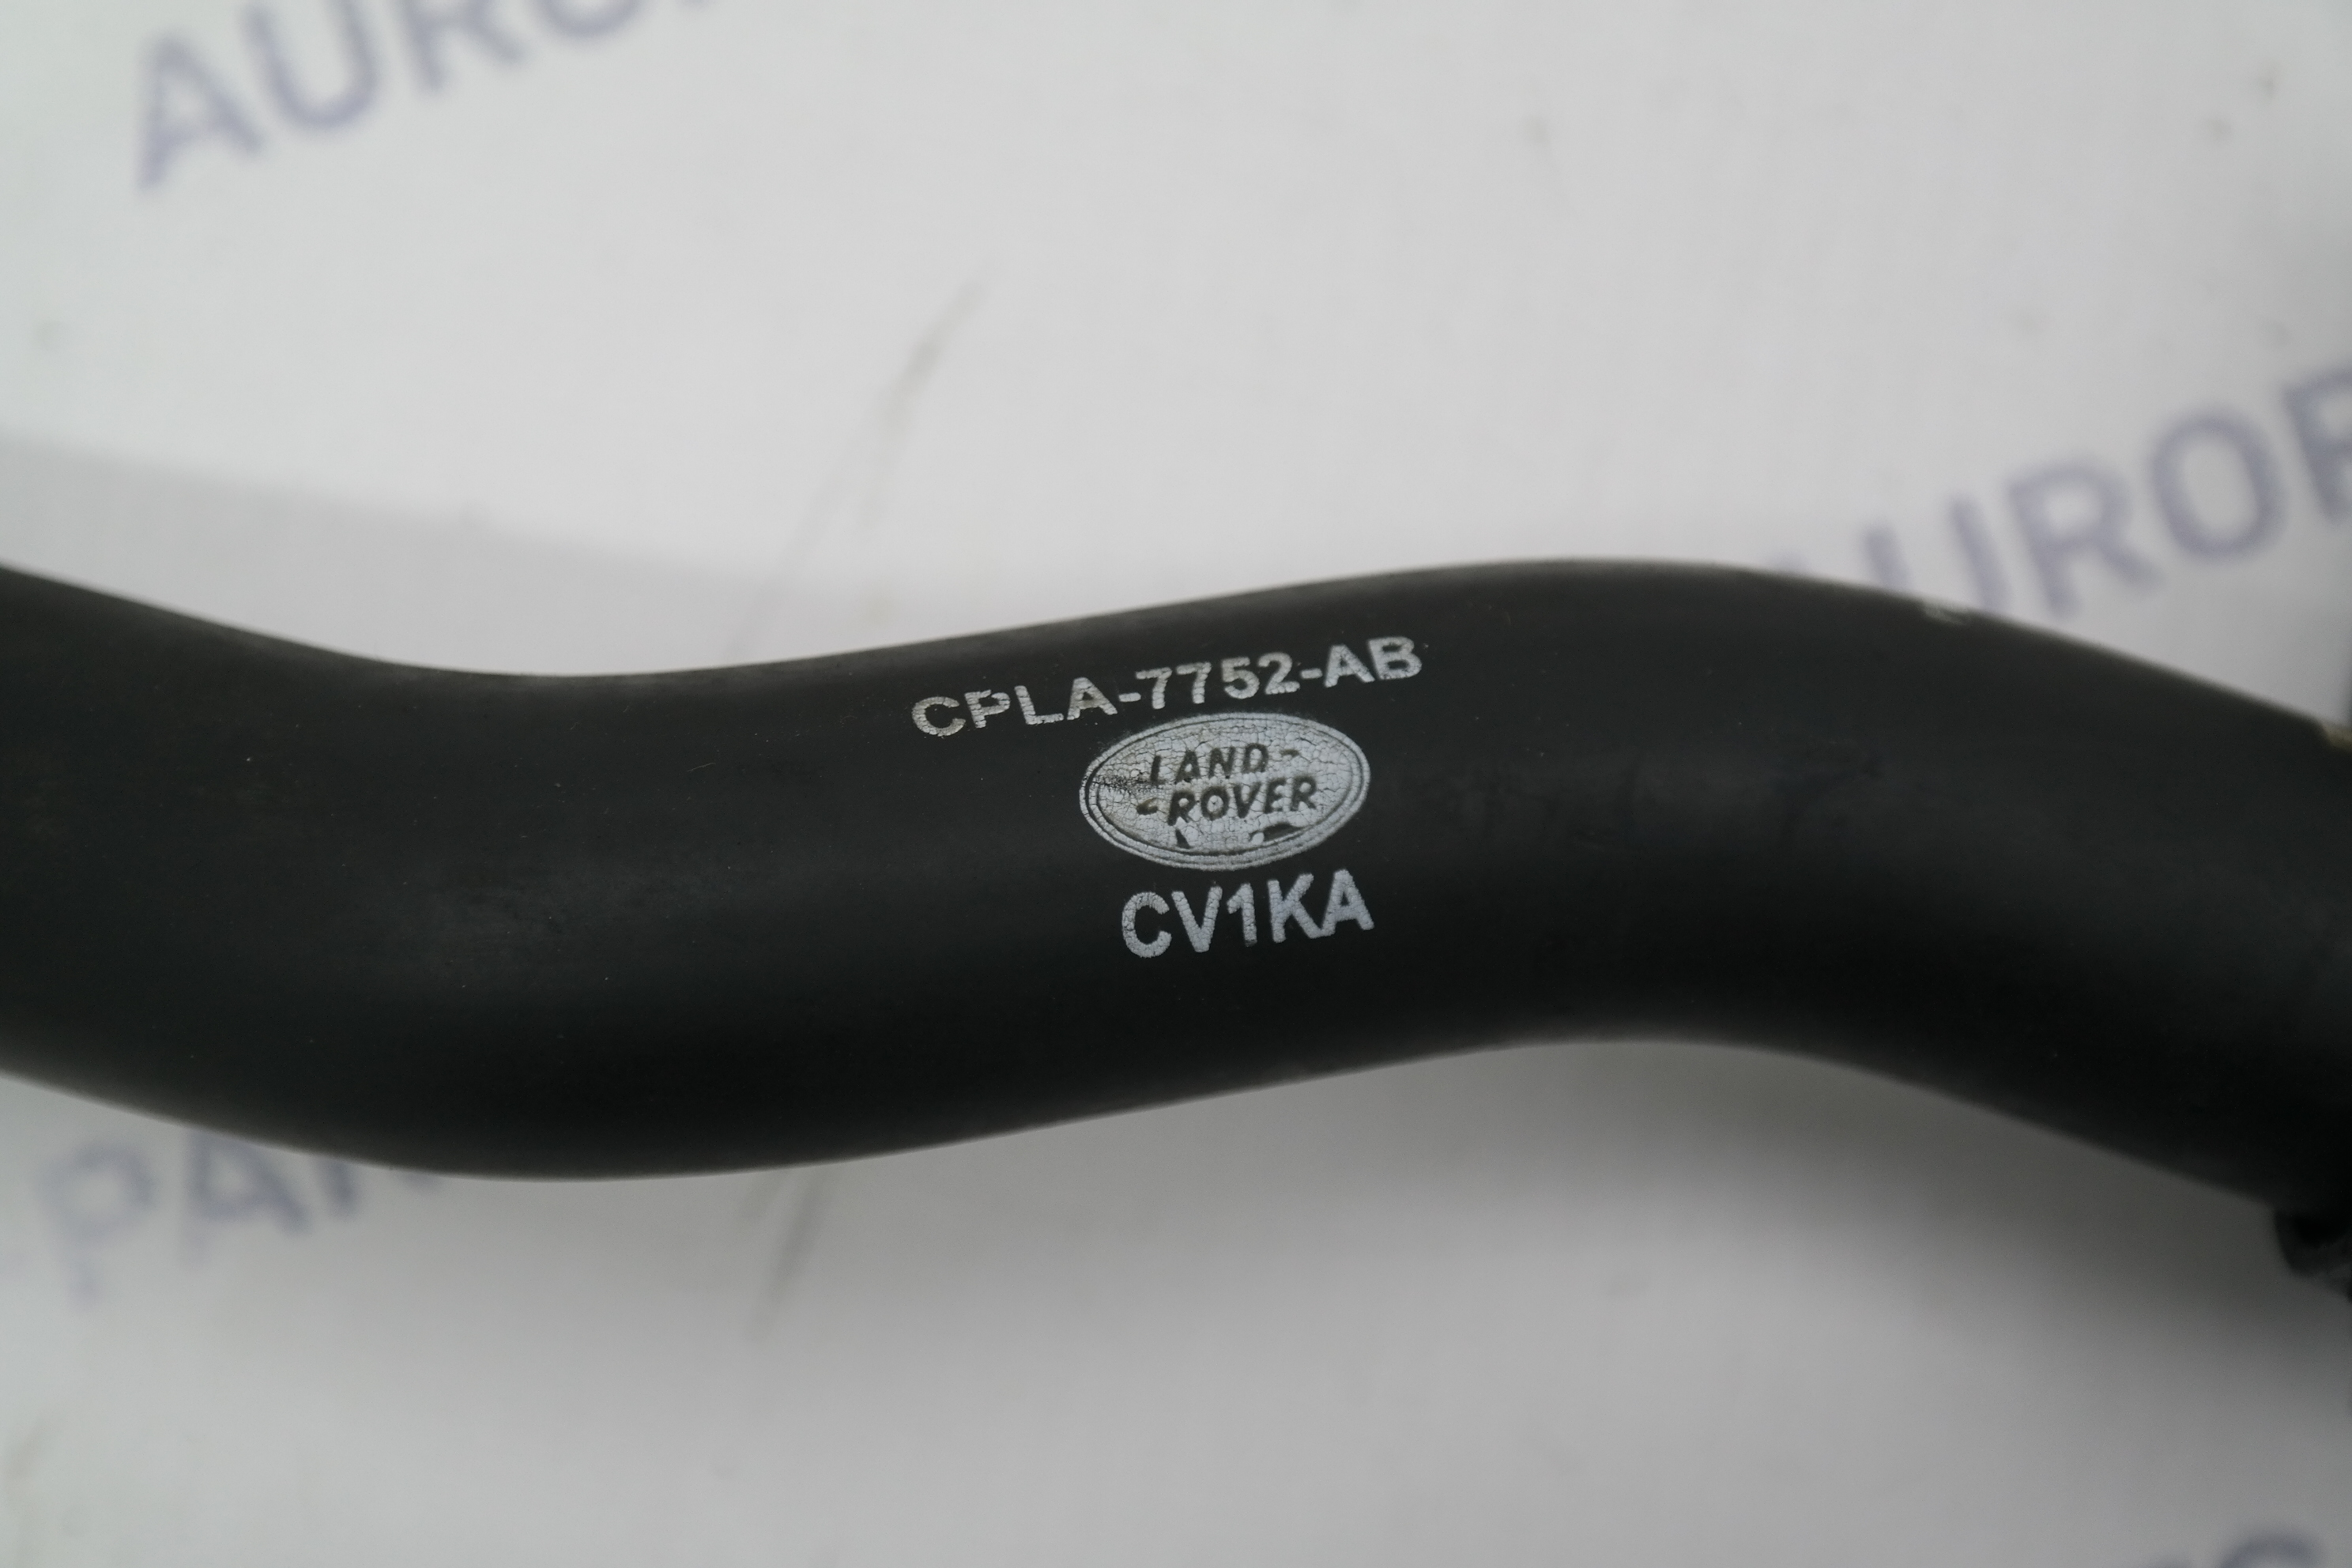 CPLA-7752-AB
LAND-
-ROVER
CV1KA